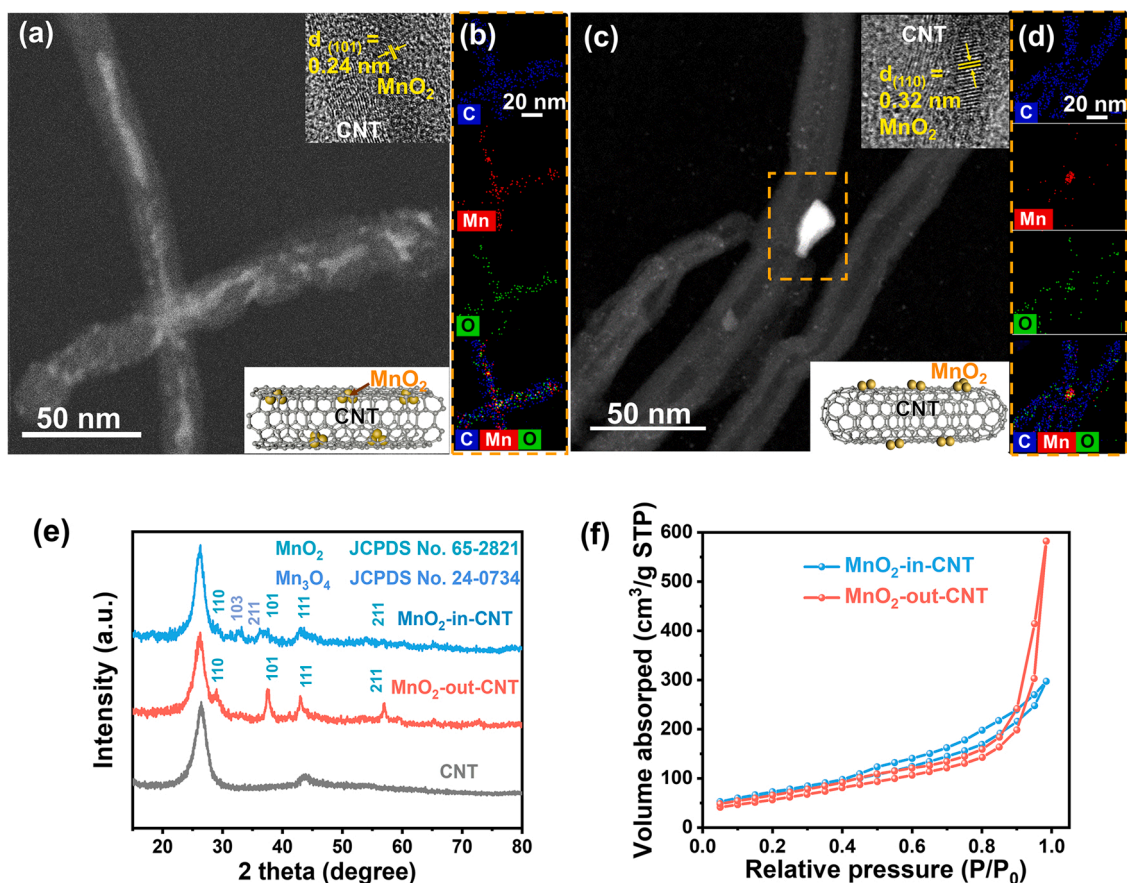 (a)
d (101) =
0.24 nm
MnO2
CNT
50 nm
MnO2
CNT
(b)
C
20 nm
Mn
O
C Mn O
(c)
CNT
d(110) =
0.32 nm
MnO2
50 nm
MnO2
CNT
(d)
C
20 nm
Mn
O
C Mn O
(e)
Intensity (a.u.)
MnO2 JCPDS No. 65-2821
Mn3O4 JCPDS No. 24-0734
110
103
211
101
111
211
MnO2-in-CNT
110
101
111
211
MnO2-out-CNT
CNT
20 30 40 50 60 70 80
2 theta (degree)
(f)
Volume absorped (cm3/g STP)
600
500
400
300
200
100
0
MnO2-in-CNT
MnO2-out-CNT
0.0 0.2 0.4 0.6 0.8 1.0
Relative pressure (P/P0)